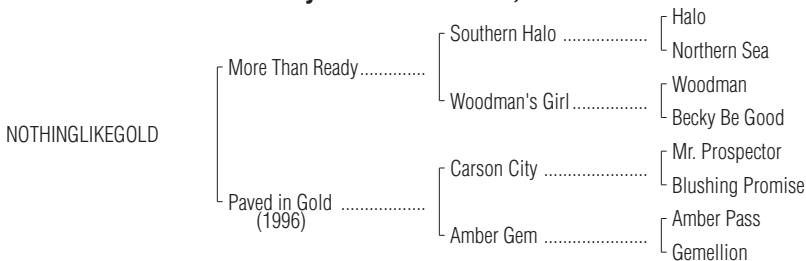 Halo
Southern Halo ..................
Northern Sea
More Than Ready..............
Woodman
Woodman's Girl................
Becky Be Good
NOTHINGLIKEGOLD
Mr. Prospector
Carson City ......................
Blushing Promise
Paved in Gold ..................
(1996)
Amber Pass
Amber Gem ......................
Gemellion